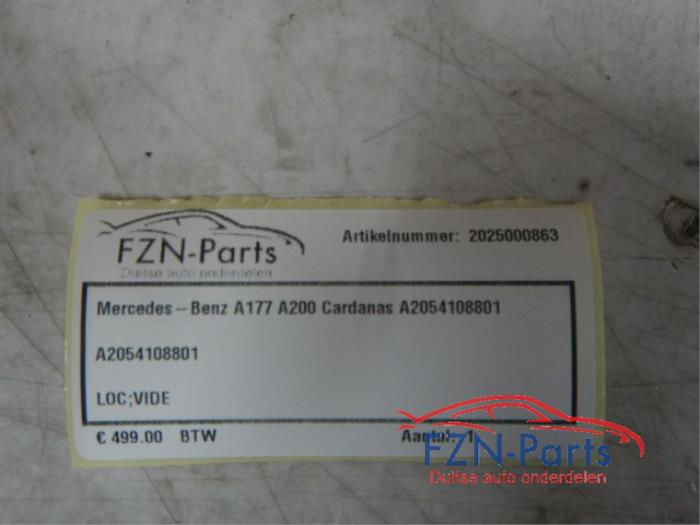 FZN-Parts
Duitse auto onderdelen
Artikelnummer: 2025000863
Mercedes-Benz A177 A200 Cardanas A2054108801
A2054108801
LOC;VIDE
€ 499.00 BTW
Aantal: 1
FZN-Parts
Duitse auto onderdelen